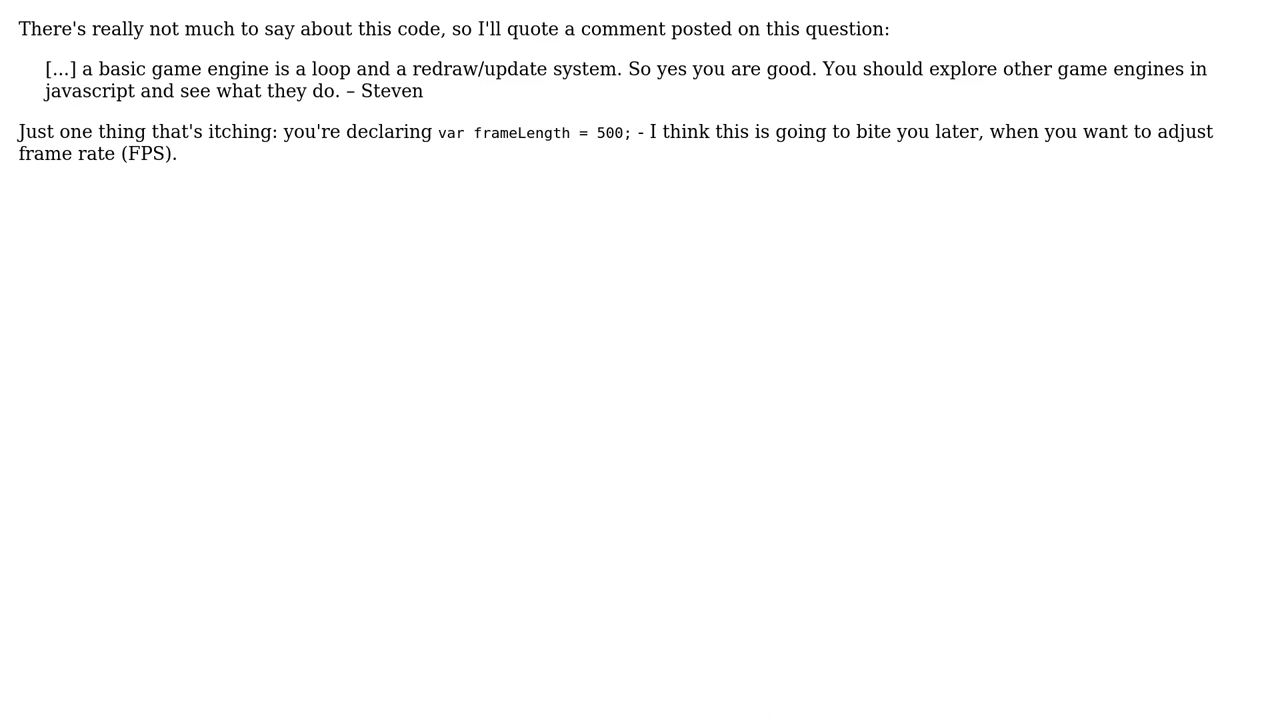 There's really not much to say about this code, so I'll quote a comment posted on this question:
[...] a basic game engine is a loop and a redraw/update system. So yes you are good. You should explore other game engines in
javascript and see what they do. – Steven
Just one thing that's itching: you're declaring var frameLength = 500; - I think this is going to bite you later, when you want to adjust
frame rate (FPS).